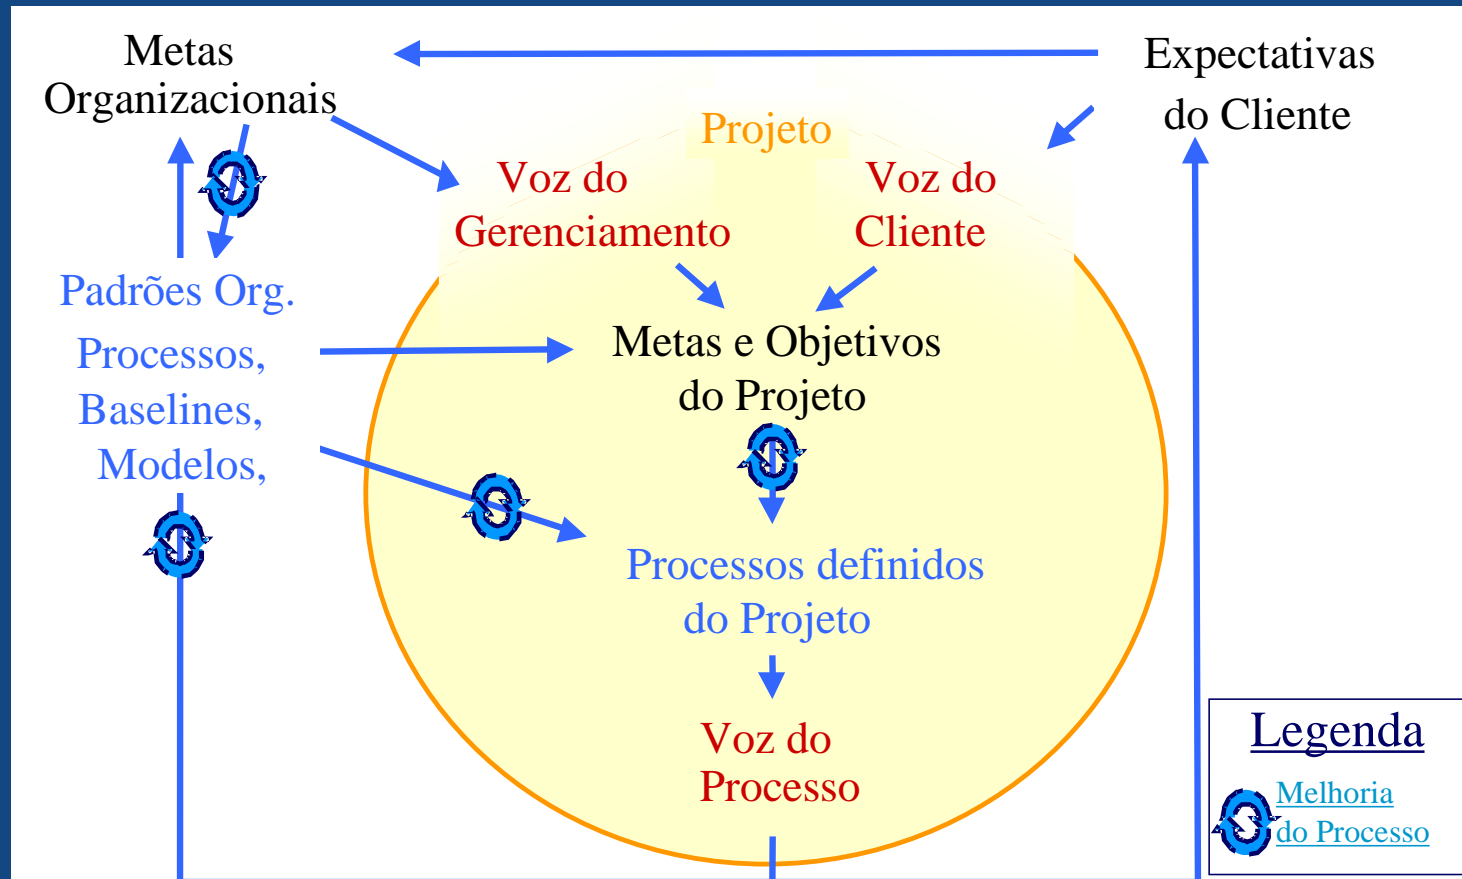 Metas
Organizacionais
Expectativas
do Cliente
Projeto
Voz do
Gerenciamento
Voz do
Cliente
Padrões Org.
Processos,
Baselines,
Modelos,
Metas e Objetivos
do Projeto
Processos definidos
do Projeto
Voz do
Processo
Legenda
Melhoria
do Processo